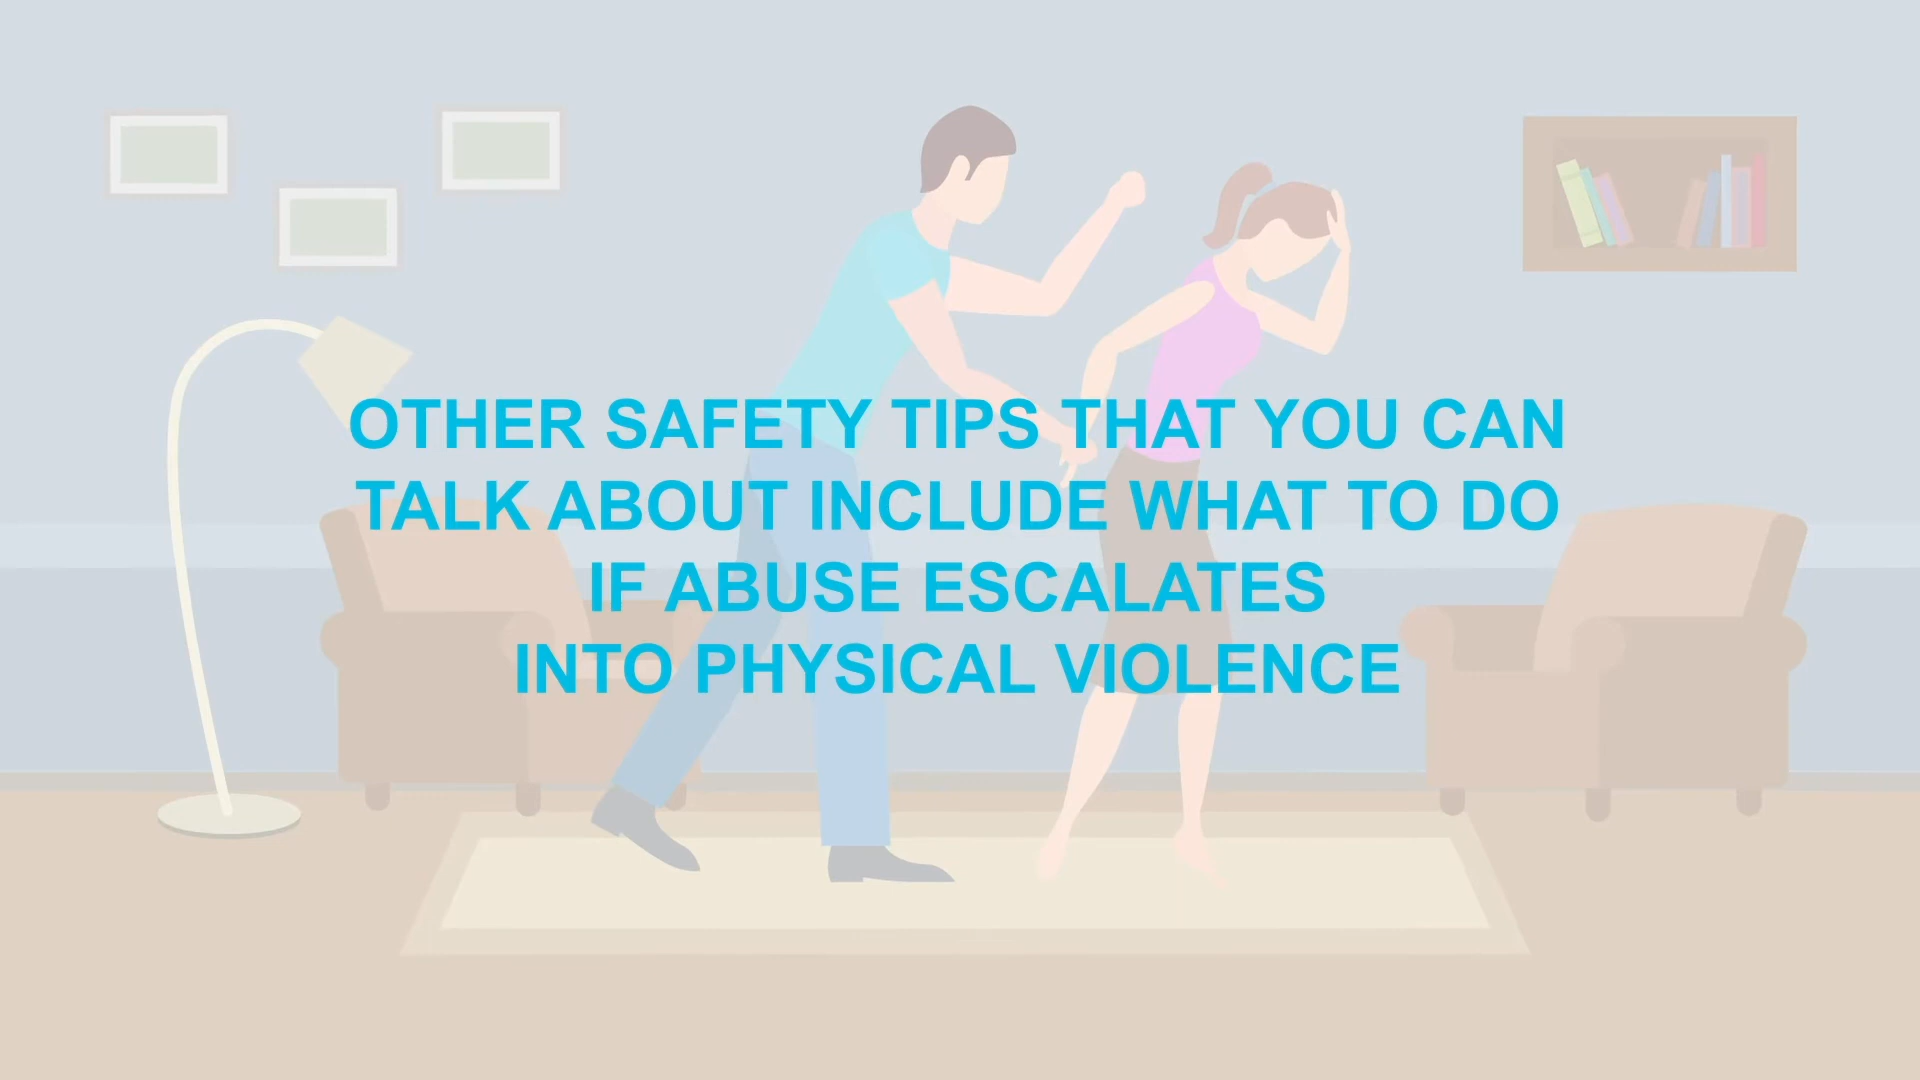 OTHER SAFETY TIPS THAT YOU CAN
TALK ABOUT INCLUDE WHAT TO DO
IF ABUSE ESCALATES
INTO PHYSICAL VIOLENCE